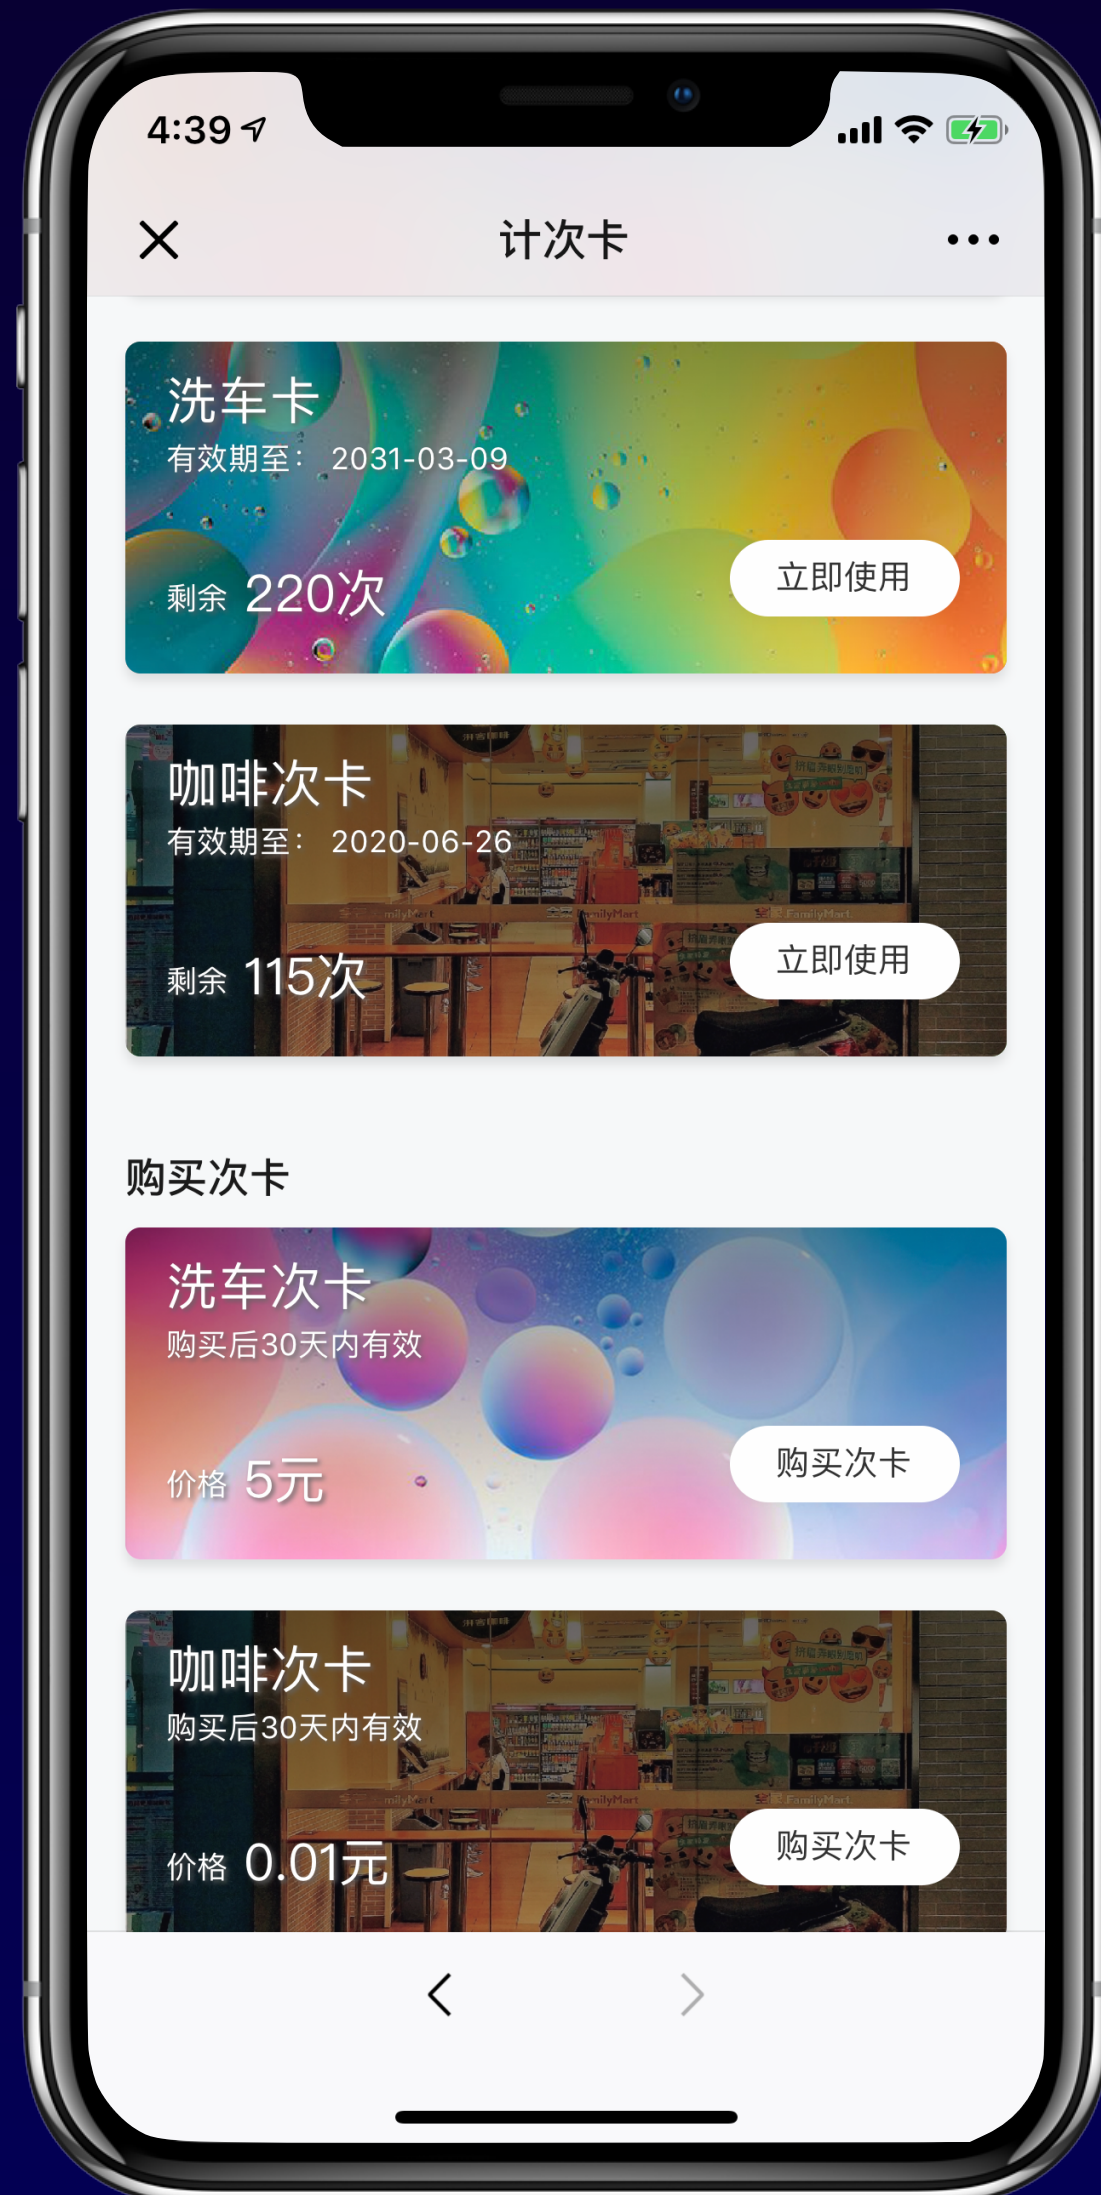 4:39
计次卡
洗车卡
有效期至： 2031-03-09
剩余 220次
立即使用
咖啡次卡
有效期至： 2020-06-26
FamilyMart
剩余 115次
立即使用
购买次卡
洗车次卡
购买后30天内有效
价格 5元
购买次卡
咖啡次卡
购买后30天内有效
FamilyMart
价格 0.01元
购买次卡